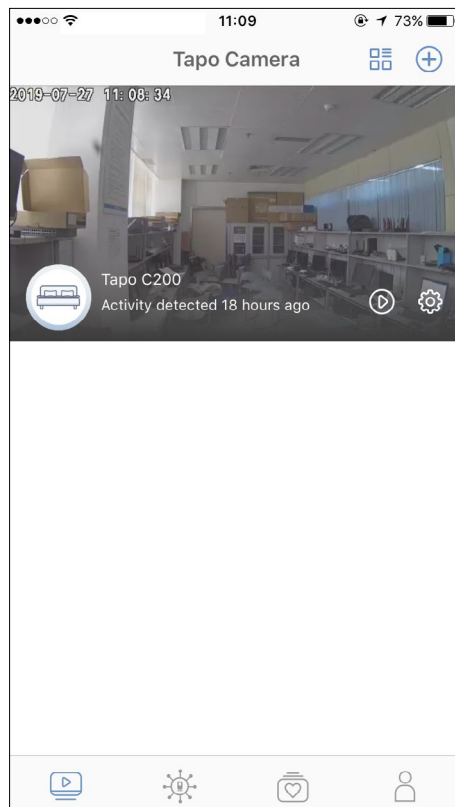 11:09
73%
Tapo Camera
2019-07-27 11:08:34
Tapo C200
Activity detected 18 hours ago